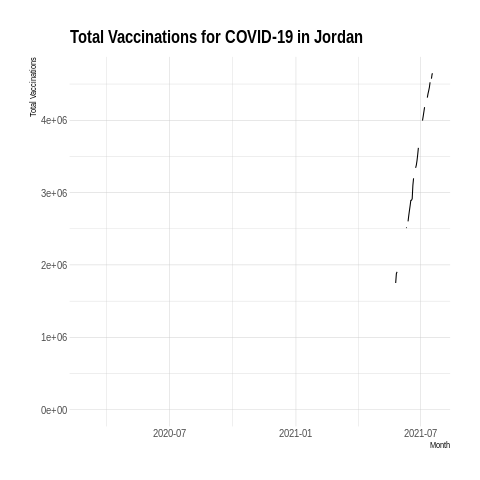 Total Vaccinations for COVID-19 in Jordan
Total Vaccinations
4e+06
3e+06
2e+06
1e+06
0e+00
2020-07 2021-01 2021-07
Month